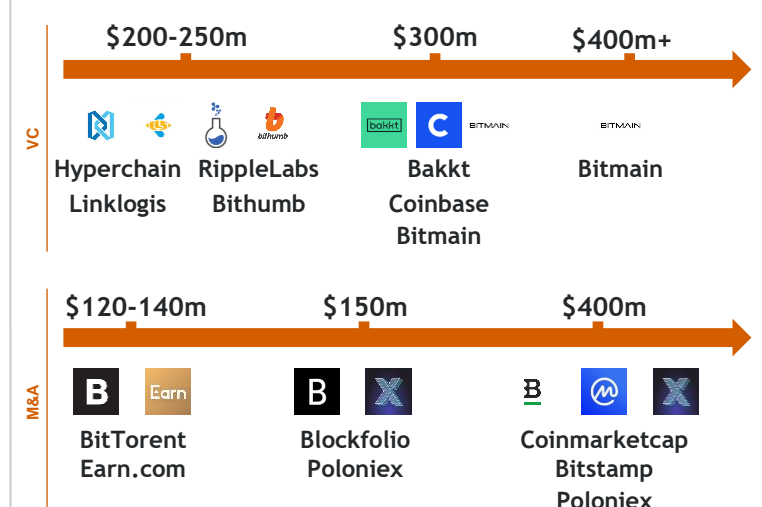 $200-250m $300m $400m+
VC
bakkt BITMAIN BITMAIN
bithumb
Hyperchain RippleLabs Bakkt Bitmain
Linklogis Bithumb Coinbase
Bitmain
$120-140m $150m $400m
M&A
B Earn B X B
BitTorent Blockfolio Coinmarketcap
Earn.com Poloniex Bitstamp
Poloniex